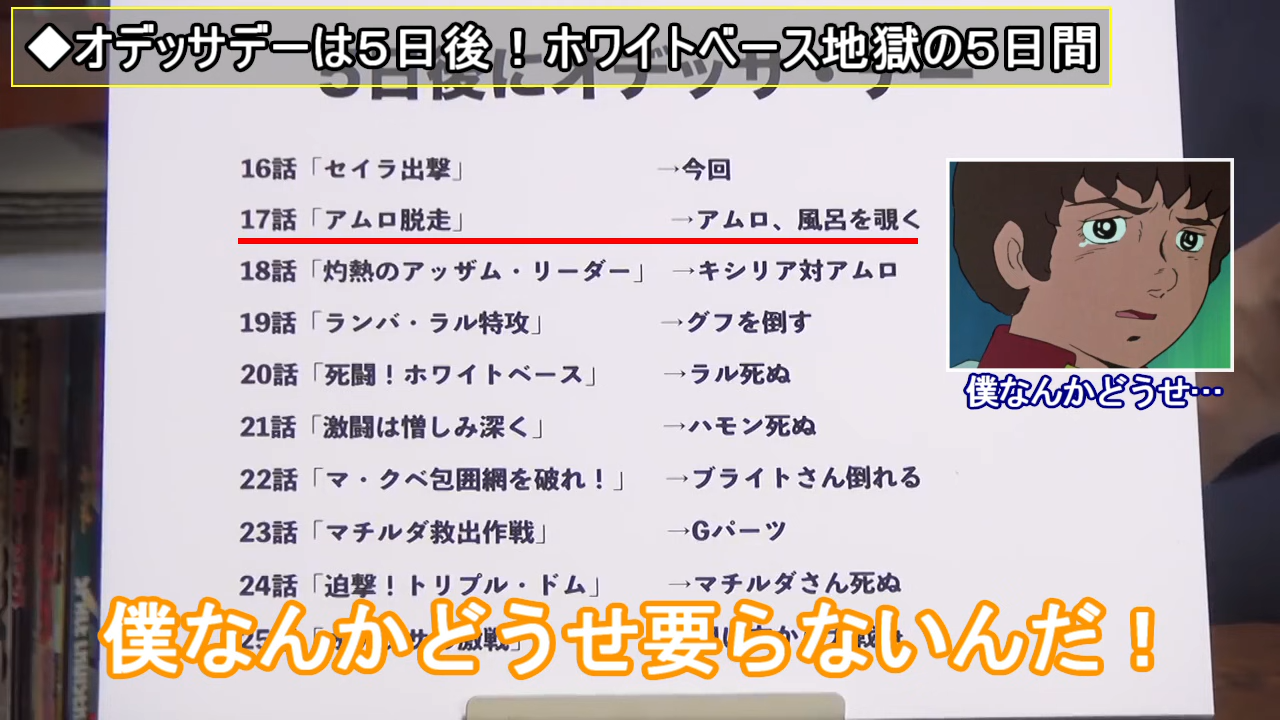 ◆オデッサデーは５日後！ホワイトベース地獄の５日間
5日後にオデッサ・デー
16話「セイラ出撃」 →今回
17話「アムロ脱走」 →アムロ、風呂を覗く
18話「灼熱のアッザム・リーダー」 →キシリア対アムロ
19話「ランバ・ラル特攻」 →グフを倒す
僕なんかどうせ…
20話「死闘！ホワイトベース」 →ラル死ぬ
21話「激闘は憎しみ深く」 →ハモン死ぬ
22話「マ・クベ包囲網を破れ！」 →ブライトさん倒れる
23話「マチルダ救出作戦」 →Gパーツ
24話「迫撃！トリプル・ドム」 →マチルダさん死ぬ
僕なんかどうせ要らないんだ！